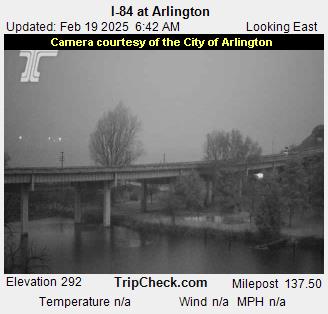 I-84 at Arlington
Updated: Feb 19 2025 6:42 AM Looking East
Camera courtesy of the City of Arlington
Elevation 292 TripCheck.com Milepost 137.50
Temperature n/a Wind n/a MPH n/a